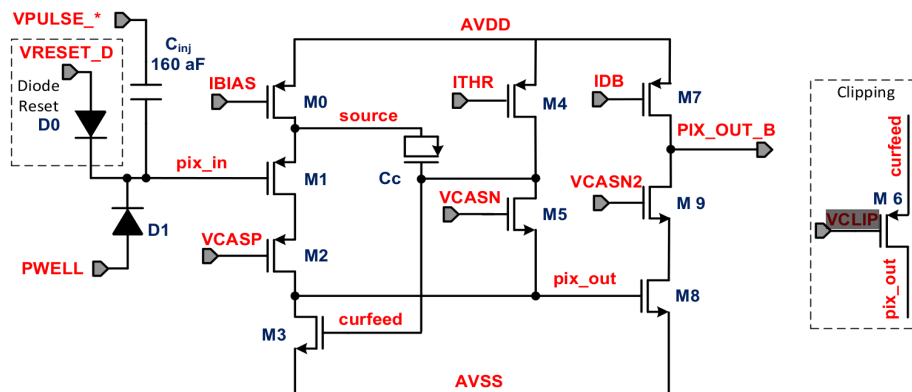 VPULSE_*
AVDD
Cinj
160 aF
VRESET_D
Diode
Reset
D0
IBIAS
M0
ITHR
M4
IDB
M7
Clipping
source
PIX_OUT_B
curfeed
pix_in
M1
Cc
VCASN
M5
VCASN2
M 9
M 6
VCLIP
D1
VCASP
M2
PWELL
pix_out
M8
pix_out
M3
curfeed
AVSS